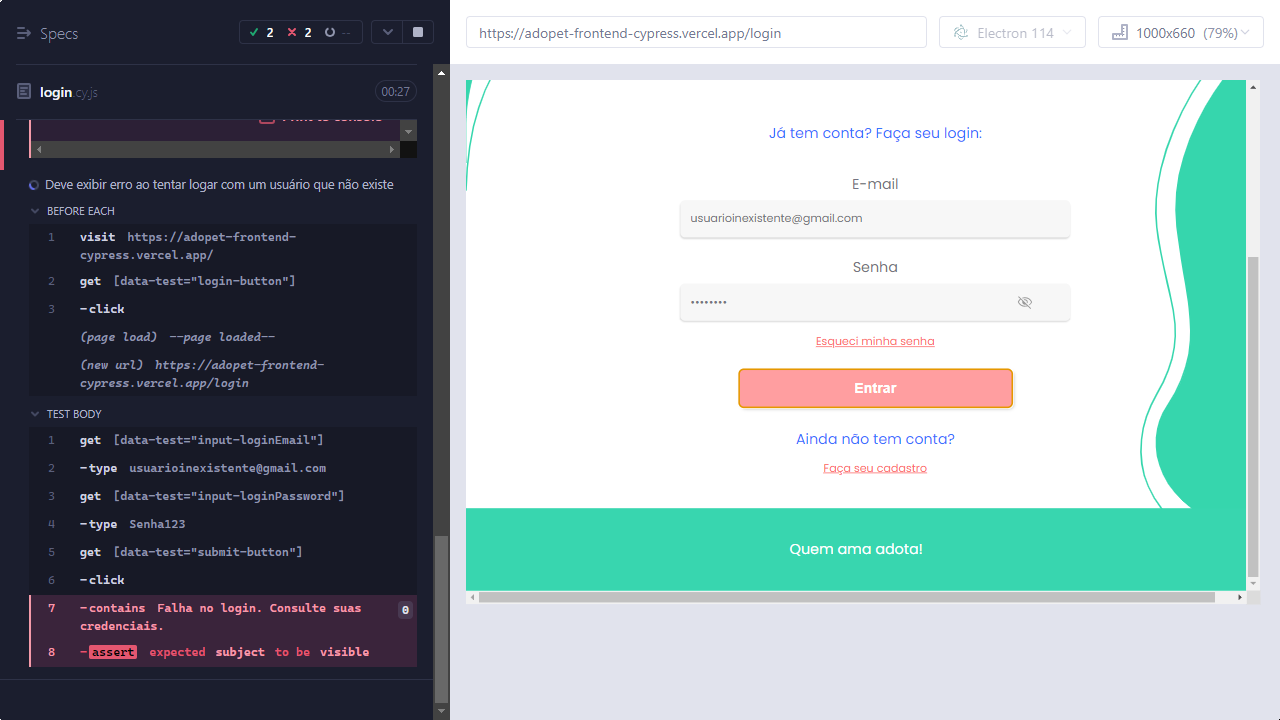 Specs
2
2
--
https://adopet-frontend-cypress.vercel.app/login
Electron 114
1000x660 (79%)
login.cy.js
00:27
Deve exibir erro ao tentar logar com um usuário que não existe
BEFORE EACH
1 visit https://adopet-frontend-
cypress.vercel.app/
2 get [data-test="login-button"]
3 -click
(page load) --page loaded--
(new url) https://adopet-frontend-
cypress.vercel.app/login
TEST BODY
1 get [data-test="input-loginEmail"]
2 -type usuarioinexistente@gmail.com
3 get [data-test="input-loginPassword"]
4 -type Senha123
5 get [data-test="submit-button"]
6 -click
7 -contains Falha no login. Consulte suas
credenciais.
0
8 -assert expected subject to be visible
Já tem conta? Faça seu login:
E-mail
usuarioinexistente@gmail.com
Senha
••••••••
Esqueci minha senha
Entrar
Ainda não tem conta?
Faça seu cadastro
Quem ama adota!